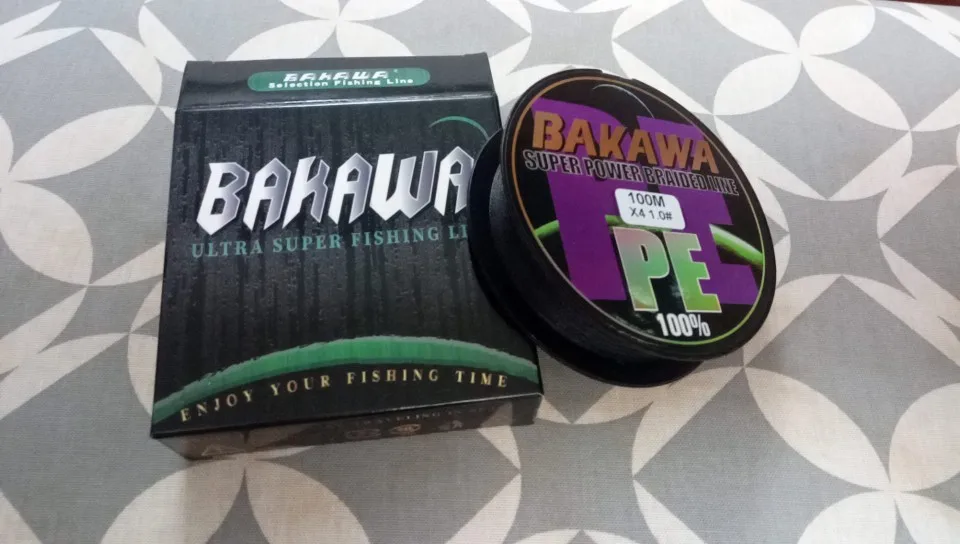 BAKAWA
Selection Fishing Line
BAKAWA
ULTRA SUPER FISHING LI
ENJOY YOUR FISHING TIME
PE
BAKAWA
SUPER POWER BRAIDED LINE
100M
X4 1.0#
PE
100%